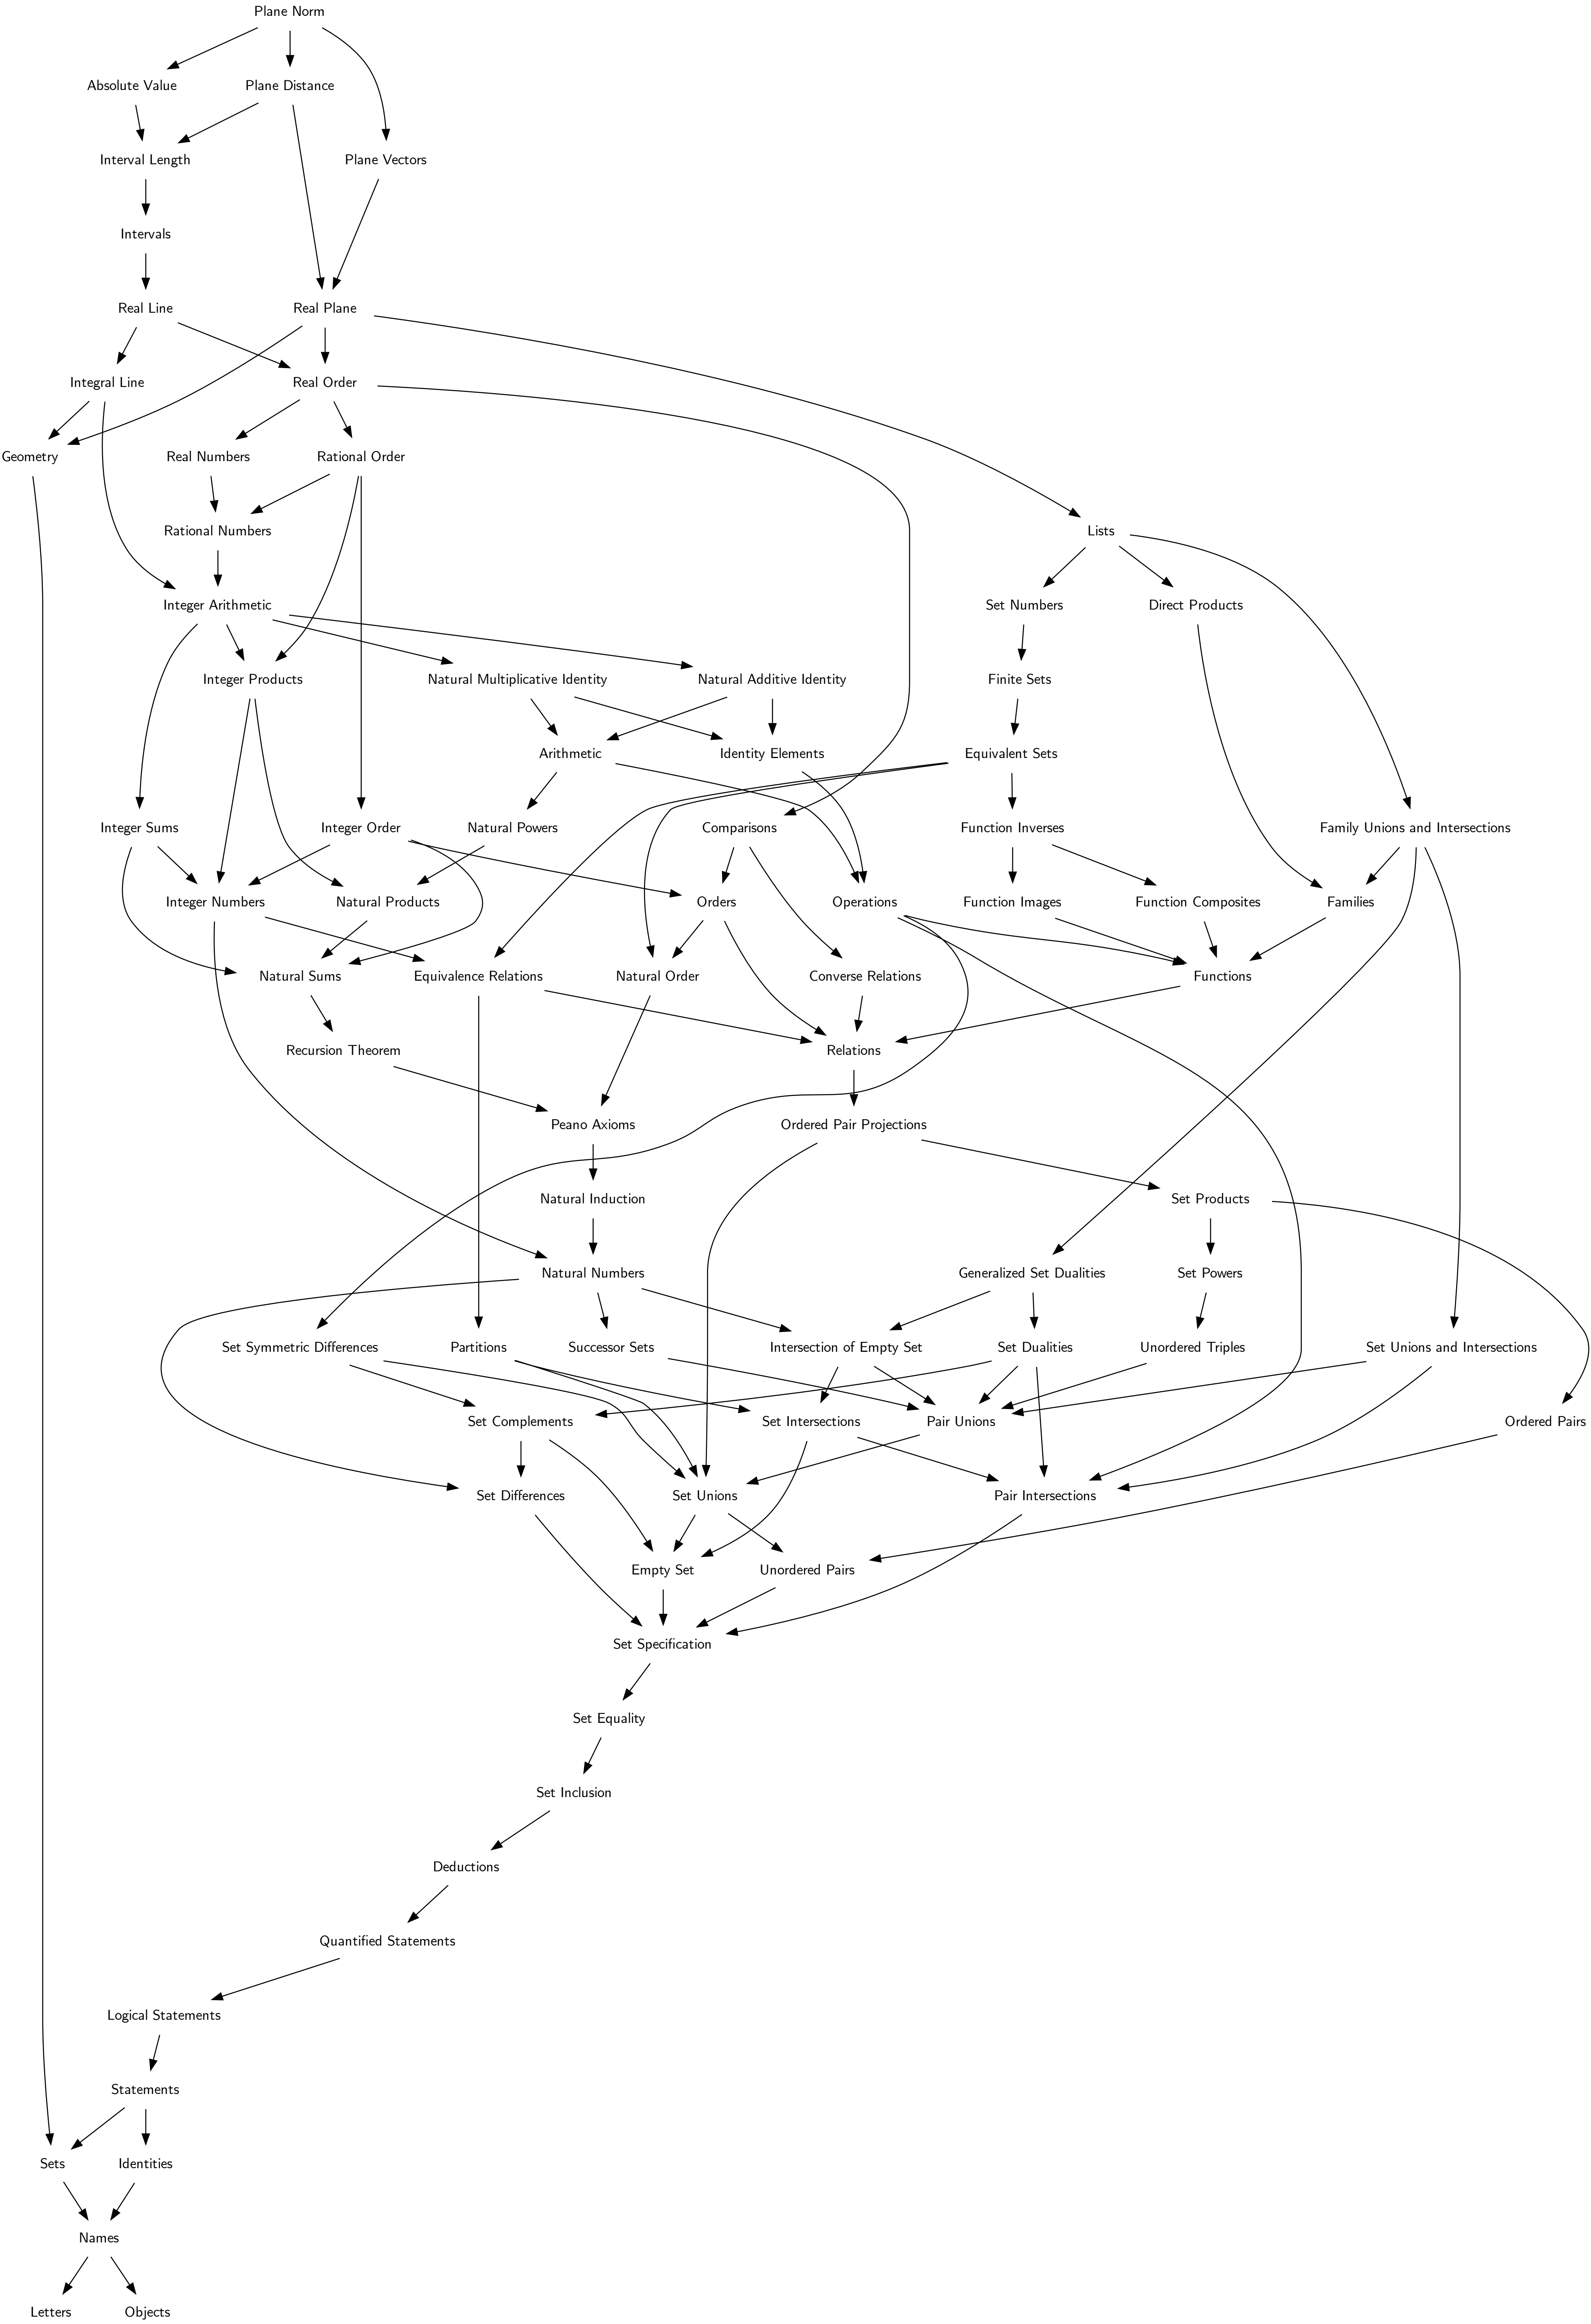 Plane Norm
Absolute Value
Plane Distance
Interval Length
Plane Vectors
Intervals
Real Line
Real Plane
Integral Line
Real Order
Geometry
Real Numbers
Rational Order
Rational Numbers
Lists
Integer Arithmetic
Set Numbers
Direct Products
Integer Products
Natural Multiplicative Identity
Natural Additive Identity
Finite Sets
Arithmetic
Identity Elements
Equivalent Sets
Integer Sums
Integer Order
Natural Powers
Comparisons
Function Inverses
Family Unions and Intersections
Integer Numbers
Natural Products
Orders
Operations
Function Images
Function Composites
Families
Natural Sums
Equivalence Relations
Natural Order
Converse Relations
Functions
Recursion Theorem
Relations
Peano Axioms
Ordered Pair Projections
Natural Induction
Set Products
Natural Numbers
Generalized Set Dualities
Set Powers
Set Symmetric Differences
Partitions
Successor Sets
Intersection of Empty Set
Set Dualities
Unordered Triples
Set Unions and Intersections
Set Complements
Set Intersections
Pair Unions
Ordered Pairs
Set Differences
Set Unions
Pair Intersections
Empty Set
Unordered Pairs
Set Specification
Set Equality
Set Inclusion
Deductions
Quantified Statements
Logical Statements
Statements
Sets
Identities
Names
Letters
Objects